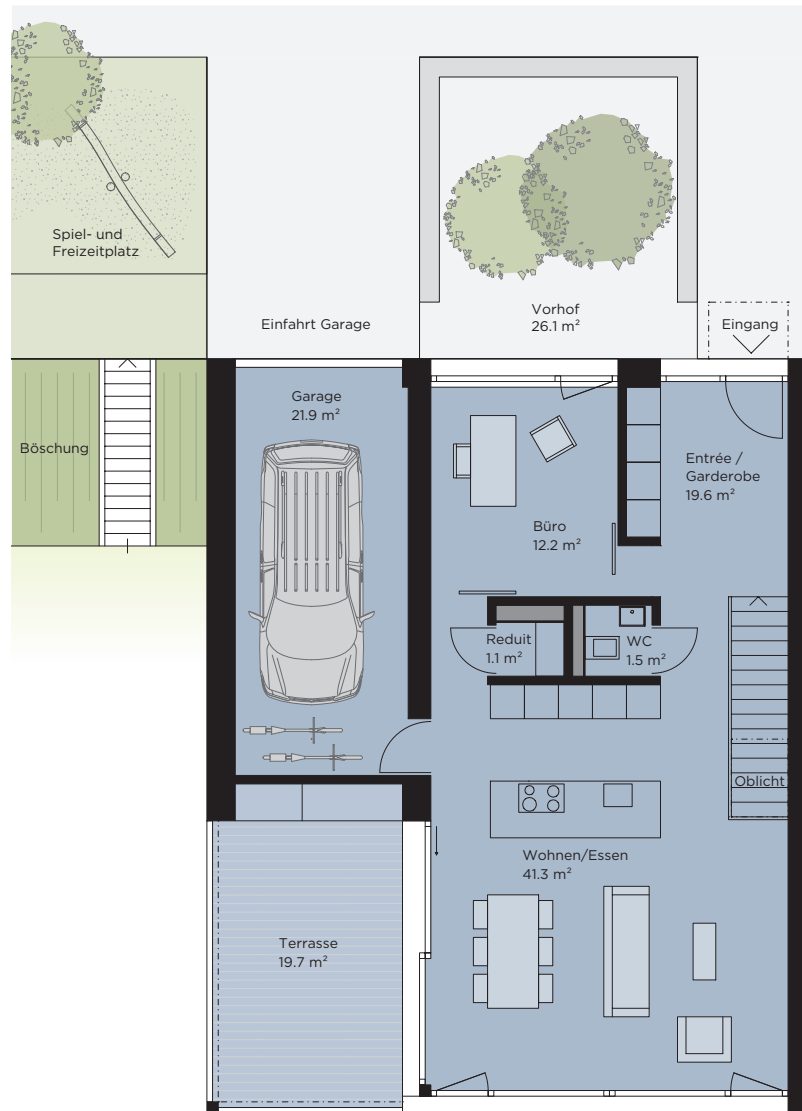 Spiel- und
Freizeitplatz
Einfahrt Garage
Vorhof
26.1 m²
Eingang
Böschung
Garage
21.9 m²
Büro
12.2 m²
Entrée /
Garderobe
19.6 m²
Reduit
1.1 m²
WC
1.5 m²
Oblicht
Wohnen/Essen
41.3 m²
Terrasse
19.7 m²